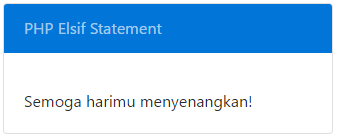 PHP Elsif Statement
Semoga harimu menyenangkan!